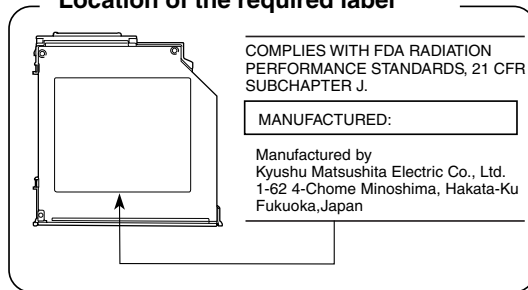 Location of the required label
COMPLIES WITH FDA RADIATION
PERFORMANCE STANDARDS, 21 CFR
SUBCHAPTER J.
MANUFACTURED:
Manufactured by
Kyushu Matsushita Electric Co., Ltd.
1-62 4-Chome Minoshima, Hakata-Ku
Fukuoka,Japan